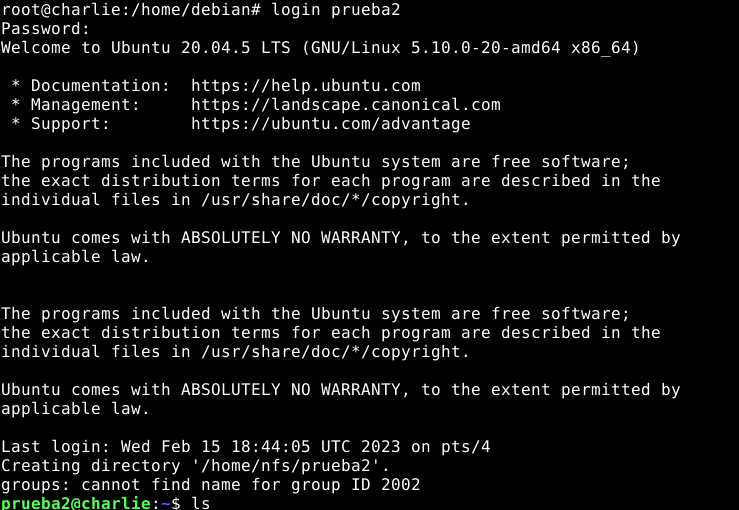 root@charlie:/home/debian# login prueba2
Password:
Welcome to Ubuntu 20.04.5 LTS (GNU/Linux 5.10.0-20-amd64 x86_64)
* Documentation:  https://help.ubuntu.com
* Management:     https://landscape.canonical.com
* Support:        https://ubuntu.com/advantage
The programs included with the Ubuntu system are free software;
the exact distribution terms for each program are described in the
individual files in /usr/share/doc/*/copyright.
Ubuntu comes with ABSOLUTELY NO WARRANTY, to the extent permitted by
applicable law.
The programs included with the Ubuntu system are free software;
the exact distribution terms for each program are described in the
individual files in /usr/share/doc/*/copyright.
Ubuntu comes with ABSOLUTELY NO WARRANTY, to the extent permitted by
applicable law.
Last login: Wed Feb 15 18:44:05 UTC 2023 on pts/4
Creating directory '/home/nfs/prueba2'.
groups: cannot find name for group ID 2002
prueba2@charlie:~$ ls